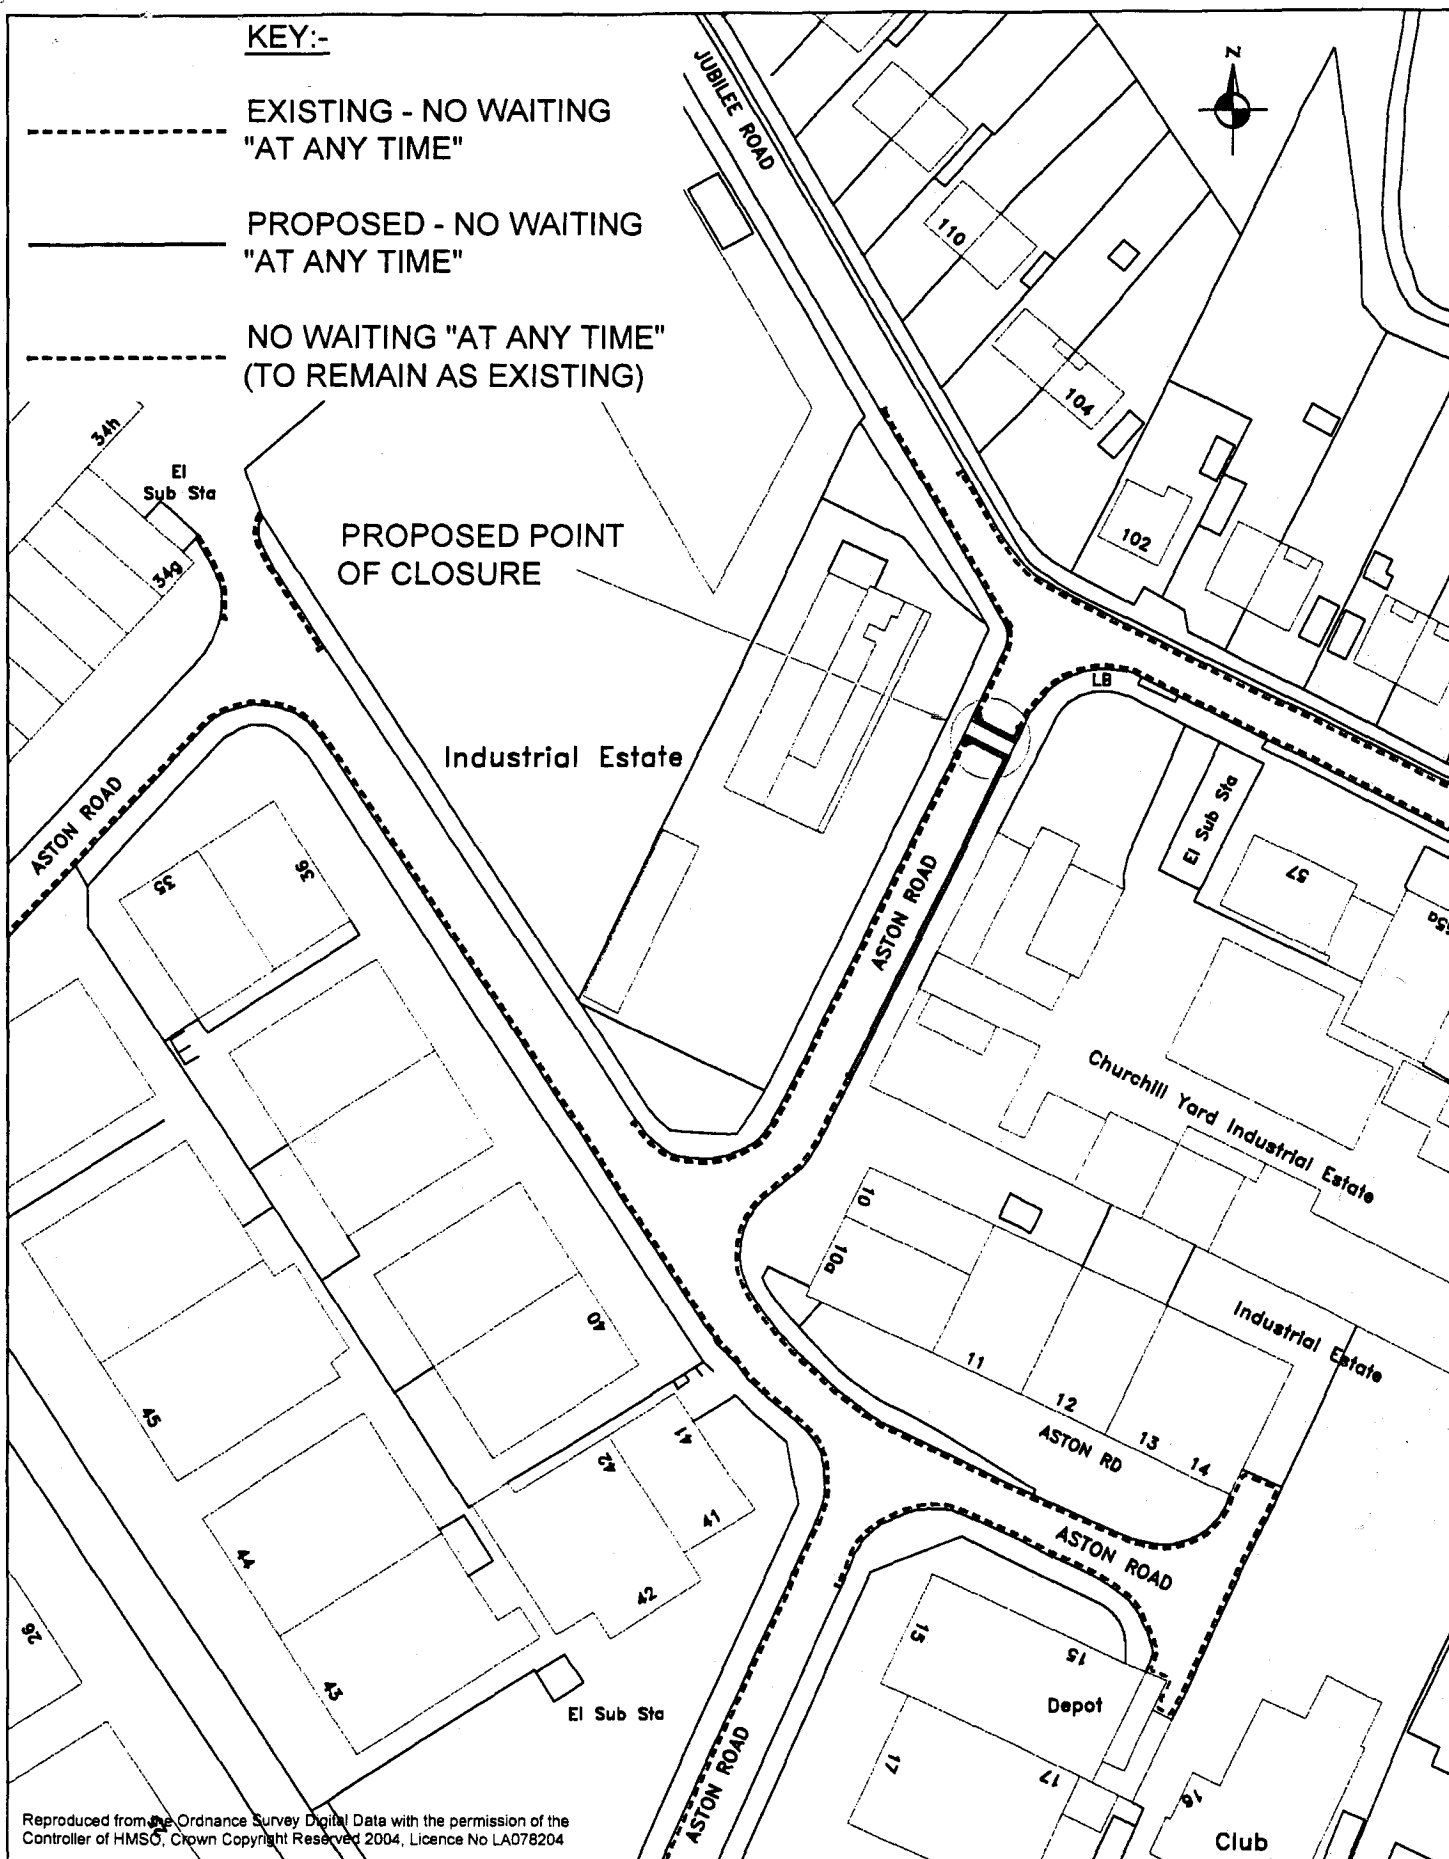 KEY:-
EXISTING - NO WAITING
"AT ANY TIME"
PROPOSED - NO WAITING
"AT ANY TIME"
NO WAITING "AT ANY TIME"
(TO REMAIN AS EXISTING)
JUBILEE ROAD
N
110
104
102
34h
El
Sub Sta
34g
PROPOSED POINT
OF CLOSURE
LB
Industrial Estate
El Sub Sta
57
ASTON ROAD
35
36
ASTON ROAD
Churchill Yard Industrial Estate
10
10a
Industrial Estate
11
12
13
14
ASTON RD
40
45
41
42
41
42
44
43
26
ASTON ROAD
15
15
Depot
17
17
16
Club
El Sub Sta
ASTON ROAD
Reproduced from the Ordnance Survey Digital Data with the permission of the
Controller of HMSO, Crown Copyright Reserved 2004, Licence No LA078204